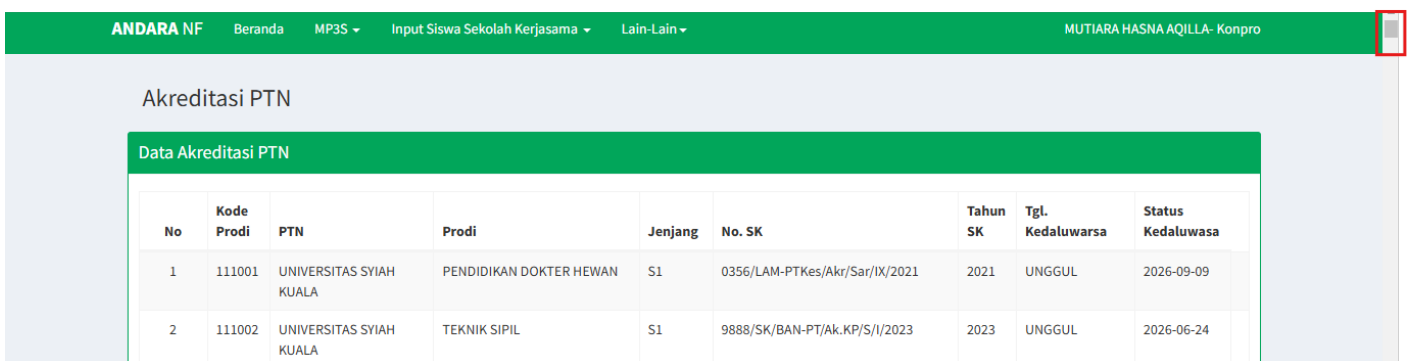 ANDARA NF Beranda MP3S Input Siswa Sekolah Kerjasama Lain-Lain MUTIARA HASNA AQILLA- Konpro
Akreditasi PTN
Data Akreditasi PTN
No Kode Prodi PTN Prodi Jenjang No. SK Tahun SK Tgl. Kedaluwarsa Status Kedaluwasa
1 111001 UNIVERSITAS SYIAH KUALA PENDIDIKAN DOKTER HEWAN S1 0356/LAM-PTKes/Akr/Sar/IX/2021 2021 UNGGUL 2026-09-09
2 111002 UNIVERSITAS SYIAH KUALA TEKNIK SIPIL S1 9888/SK/BAN-PT/Ak.KP/S/I/2023 2023 UNGGUL 2026-06-24